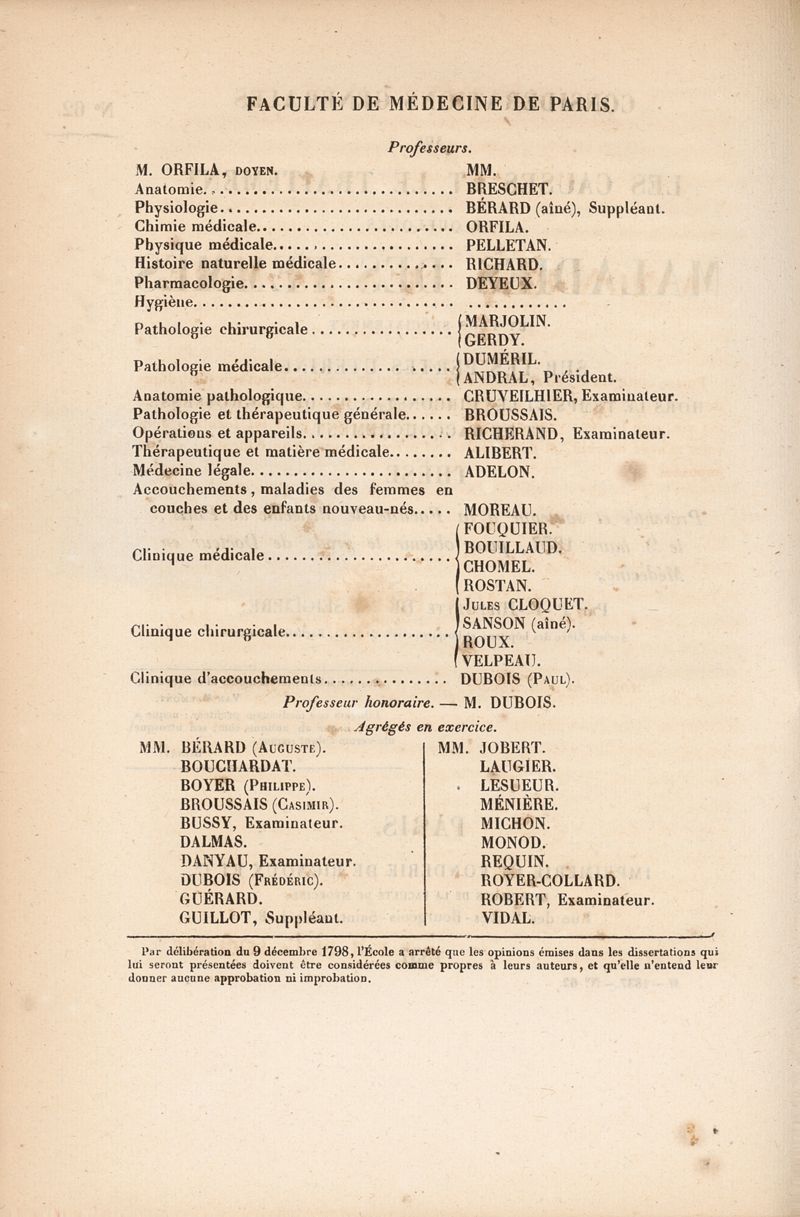 FACULTÉ DE MÉDECINE DE PARIS.
Professeurs.
M. ORFILA, DOYEN. MM.
Anatomie............................. BRESCHET.
Physiologie........................... BÉRARD (aîné), Suppléant.
Chimie médicale....................... ORFILA.
Physique médicale..................... PELLETAN.
Histoire naturelle médicale.............. RICHARD.
Pharmacologie......................... DEYEUX.
Hygiène............................... ............
Pathologie chirurgicale................. MARJOLIN.
GERDY.
Pathologie médicale.................... DUMÉRIL.
ANDRAL, Président.
Anatomie pathologique.................. CRUVEILHIER, Examinateur.
Pathologie et thérapeutique générale...... BROUSSAIS.
Opérations et appareils.................. RICHERAND, Examinateur.
Thérapeutique et matière médicale........ ALIBERT.
Médecine légale........................ ADELON.
Accouchements, maladies des femmes en
couches et des enfants nouveau-nés..... MOREAU.
Clinique médicale...................... FOUQUIER.
BOUILLAUD.
CHOMEL.
ROSTAN.
Clinique chirurgicale................... JULES CLOQUET.
SANSON (aîné).
ROUX.
VELPEAU.
Clinique d'accouchements............... DUBOIS (PAUL).
Professeur honoraire. — M. DUBOIS.
Agrégés en exercice.
MM. BÉRARD (AUGUSTE).
BOUCHARDAT.
BOYER (PHILIPPE).
BROUSSAIS (CASIMIR).
BUSSY, Examinateur.
DALMAS.
DANYAU, Examinateur.
DUBOIS (FRÉDÉRIC).
GUÉRARD.
GUILLOT, Suppléant.
MM. JOBERT.
LAUGIER.
LESUEUR.
MÉNIÈRE.
MICHON.
MONOD.
REQUIN.
ROYER-COLLARD.
ROBERT, Examinateur.
VIDAL.
Par délibération du 9 décembre 1798, l'École a arrêté que les opinions émises dans les dissertations qui
lui seront présentées doivent être considérées comme propres à leurs auteurs, et qu'elle n'entend leur
donner aucune approbation ni improbation.